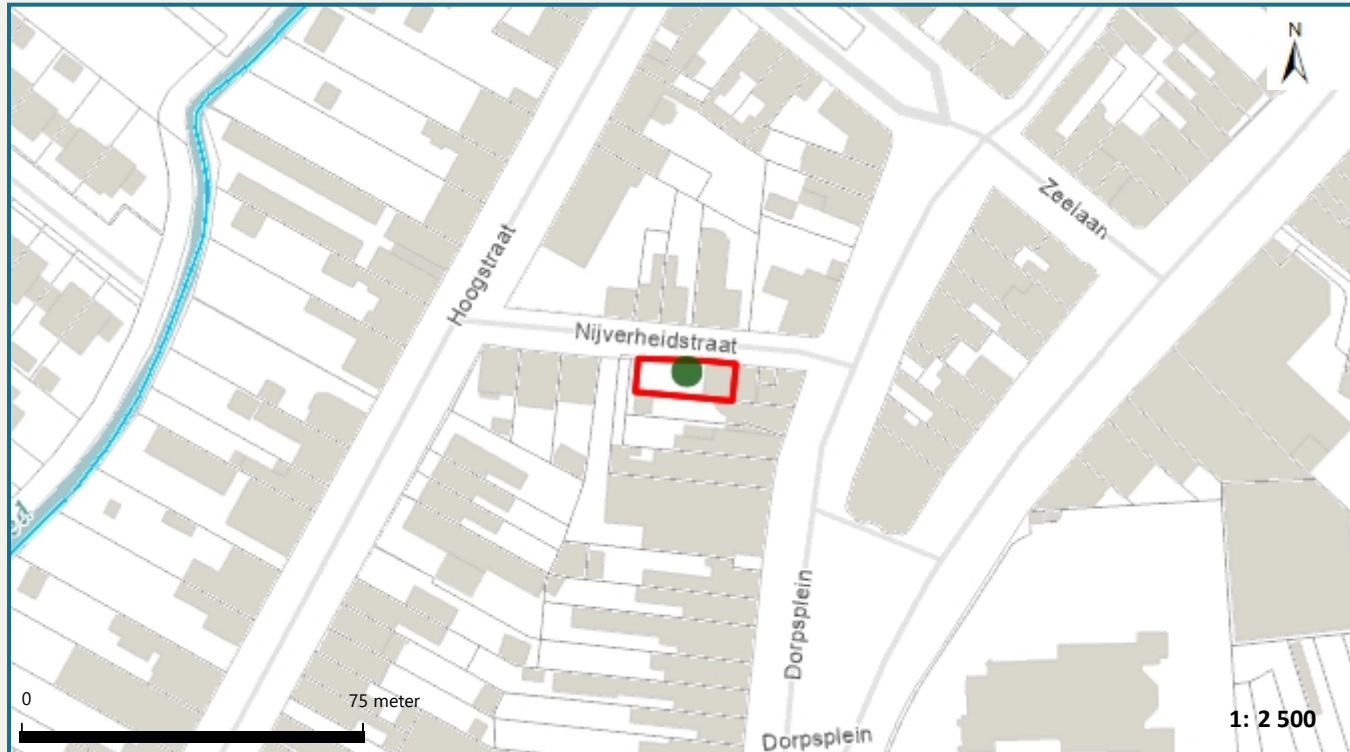 N
Zeelaan
Hoogstraat
Nijverheidstraat
Dorpsplein
0
75 meter
1: 2 500
Dorpsplein